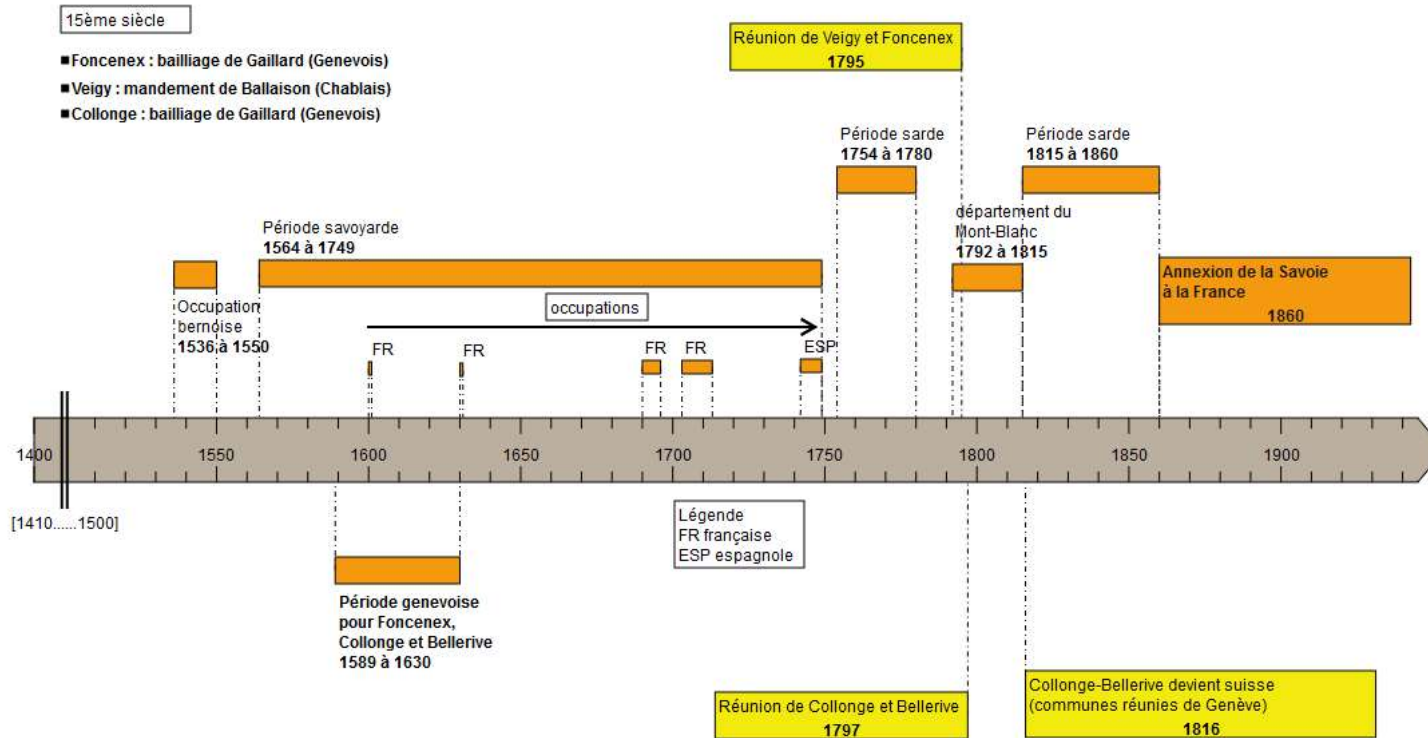 15ème siècle
■Foncenex : bailliage de Gaillard (Genevois)
■Veigy : mandement de Ballaison (Chablais)
■Collonge : bailliage de Gaillard (Genevois)
Réunion de Veigy et Foncenex
1795
Période sarde
1754 à 1780
Période sarde
1815 à 1860
département du
Mont-Blanc
1792 à 1815
Période savoyarde
1564 à 1749
Annexion de la Savoie
à la France
1860
Occupation
bernoise
1536 à 1550
occupations
FR
FR
FR
FR
ESP
1400
1550
1600
1650
1700
1750
1800
1850
1900
[1410......1500]
Légende
FR française
ESP espagnole
Période genevoise
pour Foncenex,
Collonge et Bellerive
1589 à 1630
Réunion de Collonge et Bellerive
1797
Collonge-Bellerive devient suisse
(communes réunies de Genève)
1816